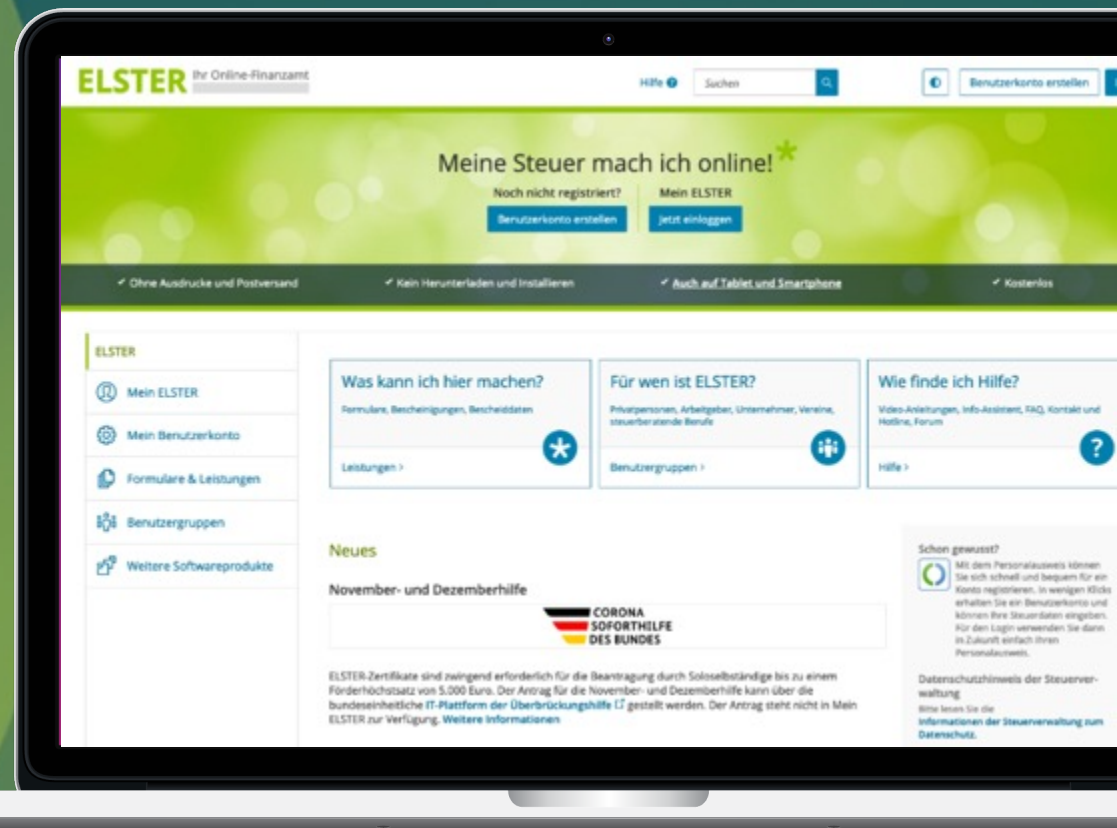 ELSTER Ihr Online-Finanzamt
Hilfe
Suchen
Benutzerkonto erstellen
Meine Steuer mach ich online!
Noch nicht registriert?
Mein ELSTER
Benutzerkonto erstellen
Jetzt einloggen
✓ Ohne Ausdrucke und Postversand
✓ Kein Herunterladen und Installieren
✓ Auch auf Tablet und Smartphone
✓ Kostenlos
ELSTER
Mein ELSTER
Mein Benutzerkonto
Formulare & Leistungen
Benutzergruppen
Weitere Softwareprodukte
Was kann ich hier machen?
Formulare, Bescheinigungen, Bescheiddaten
Leistungen >
Für wen ist ELSTER?
Privatpersonen, Arbeitgeber, Unternehmer, Vereine,
steuerberatende Berufe
Benutzergruppen >
Wie finde ich Hilfe?
Video-Anleitungen, Info-Assistent, FAQ, Kontakt und
Hotline, Forum
?
Hilfe >
Neues
November- und Dezemberhilfe
CORONA
SOFORTHILFE
DES BUNDES
ELSTER-Zertifikate sind zwingend erforderlich für die Beantragung durch Soloselbständige bis zu einem
Förderhöchstsatz von 5.000 Euro. Der Antrag für die November- und Dezemberhilfe kann über die
bundeseinheitliche IT-Plattform der Überbrückungshilfe gestellt werden. Der Antrag steht nicht in Mein
ELSTER zur Verfügung. Weitere Informationen
Schon gewusst?
Mit dem Personalausweis können
Sie sich schnell und bequem für ein
Konto registrieren. In wenigen Klicks
erhalten Sie ein Benutzerkonto und
können Ihre Steuerdaten eingeben.
Für den Login verwenden Sie dann
in Zukunft einfach Ihren
Personalausweis.
Datenschutzhinweis der Steuerver-
waltung
Bitte lesen Sie die
Informationen der Steuerverwaltung zum
Datenschutz.